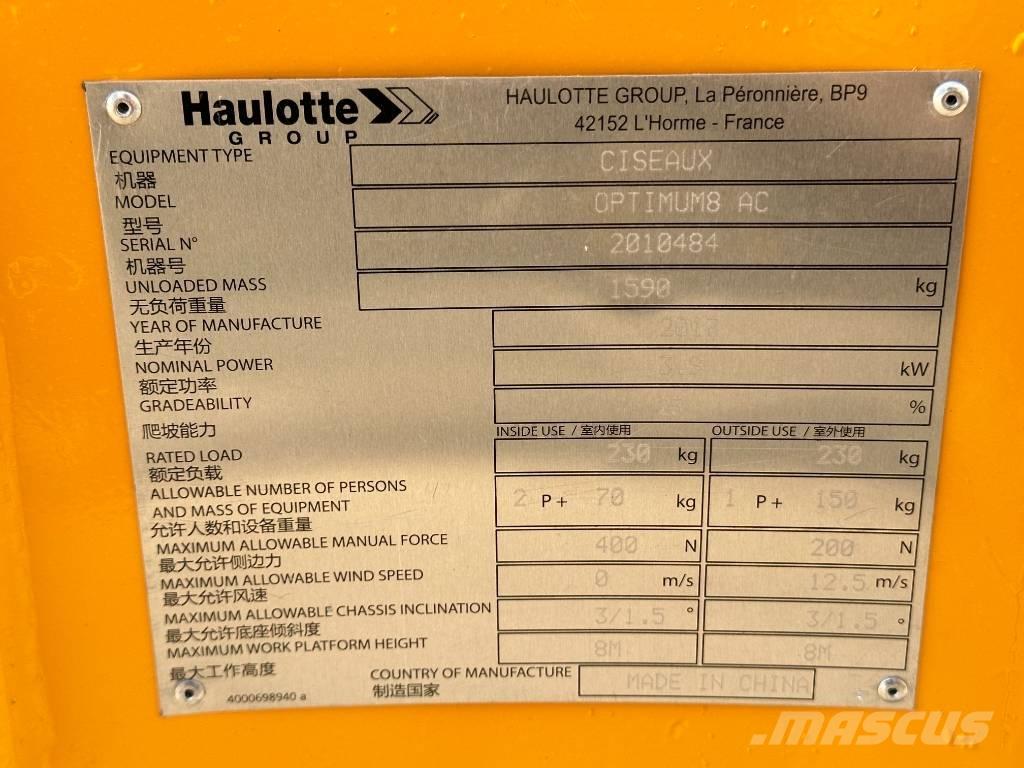 Haulotte
GROUP
HAULOTTE GROUP, La Péronnière, BP9
42152 L'Horme - France
EQUIPMENT TYPE CISEAUX
机器
MODEL OPTIMUM8 AC
型号
SERIAL N° 2010484
机器号
UNLOADED MASS 1590 kg
无负荷重量
YEAR OF MANUFACTURE
生产年份
NOMINAL POWER kW
额定功率
GRADEABILITY %
爬坡能力
INSIDE USE / 室内使用 OUTSIDE USE / 室外使用
RATED LOAD 230 kg 230 kg
额定负载
ALLOWABLE NUMBER OF PERSONS
AND MASS OF EQUIPMENT 2 P + 70 kg 1 P + 150 kg
允许人数和设备重量
MAXIMUM ALLOWABLE MANUAL FORCE 400 N 200 N
最大允许侧边力
MAXIMUM ALLOWABLE WIND SPEED 0 m/s 12.5 m/s
最大允许风速
MAXIMUM ALLOWABLE CHASSIS INCLINATION 3/1.5 ° 3/1.5 °
最大允许底座倾斜度
MAXIMUM WORK PLATFORM HEIGHT 8M 8M
最大工作高度
COUNTRY OF MANUFACTURE MADE IN CHINA
制造国家
4000698940 a
MASCUS